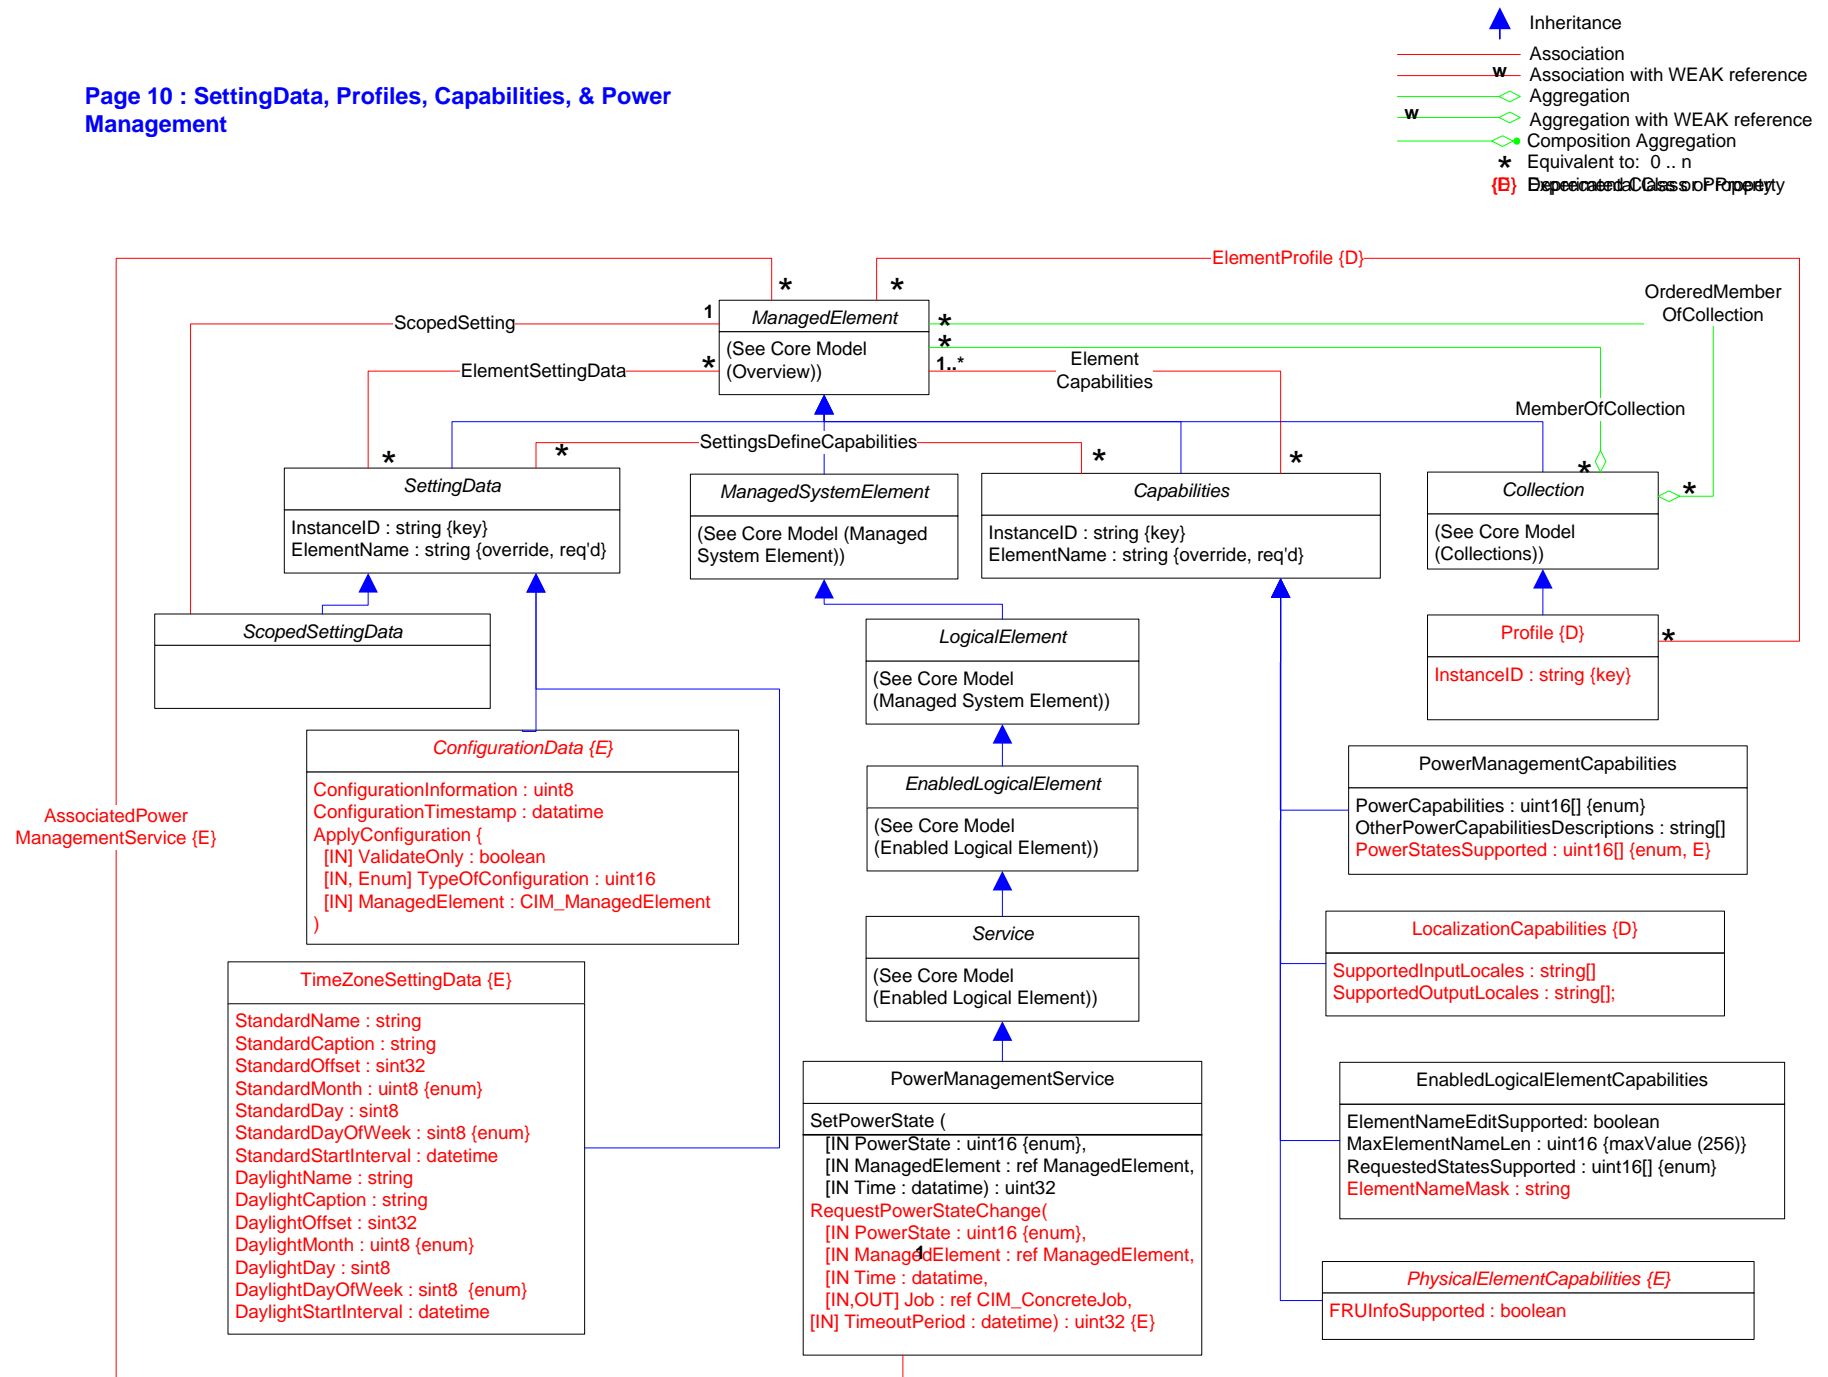 Inheritance
Association
w Association with WEAK reference
Aggregation
w Aggregation with WEAK reference
Composition Aggregation
* Equivalent to: 0 .. n
Page 10 : SettingData, Profiles, Capabilities, & Power
Management
ElementProfile {D}
* *
OrderedMember
OfCollection
1
ManagedElement
(See Core Model
(Overview))
ScopedSetting
*
*
ElementSettingData
*
1..*
Element
Capabilities
MemberOfCollection
SettingsDefineCapabilities
* * * * * *
SettingData
InstanceID : string {key}
ElementName : string {override, req'd}
ManagedSystemElement
(See Core Model (Managed
System Element))
Capabilities
InstanceID : string {key}
ElementName : string {override, req'd}
Collection
(See Core Model
(Collections))
ScopedSettingData
LogicalElement
(See Core Model
(Managed System Element))
Profile {D}
*
InstanceID : string {key}
ConfigurationData {E}
ConfigurationInformation : uint8
ConfigurationTimestamp : datatime
ApplyConfiguration {
[IN] ValidateOnly : boolean
[IN, Enum] TypeOfConfiguration : uint16
[IN] ManagedElement : CIM_ManagedElement
)
EnabledLogicalElement
(See Core Model
(Enabled Logical Element))
PowerManagementCapabilities
PowerCapabilities : uint16[] {enum}
OtherPowerCapabilitiesDescriptions : string[]
PowerStatesSupported : uint16[] {enum, E}
AssociatedPower
ManagementService {E}
Service
(See Core Model
(Enabled Logical Element))
LocalizationCapabilities {D}
SupportedInputLocales : string[]
SupportedOutputLocales : string[];
TimeZoneSettingData {E}
StandardName : string
StandardCaption : string
StandardOffset : sint32
StandardMonth : uint8 {enum}
StandardDay : sint8
StandardDayOfWeek : sint8 {enum}
StandardStartInterval : datetime
DaylightName : string
DaylightCaption : string
DaylightOffset : sint32
DaylightMonth : uint8 {enum}
DaylightDay : sint8
DaylightDayOfWeek : sint8 {enum}
DaylightStartInterval : datetime
PowerManagementService
SetPowerState (
[IN PowerState : uint16 {enum},
[IN ManagedElement : ref ManagedElement,
[IN Time : datatime) : uint32
RequestPowerStateChange(
[IN PowerState : uint16 {enum},
[IN ManagedElement : ref ManagedElement,
1
[IN Time : datatime,
[IN,OUT] Job : ref CIM_ConcreteJob,
[IN] TimeoutPeriod : datetime) : uint32 {E}
EnabledLogicalElementCapabilities
ElementNameEditSupported: boolean
MaxElementNameLen : uint16 {maxValue (256)}
RequestedStatesSupported : uint16[] {enum}
ElementNameMask : string
PhysicalElementCapabilities {E}
FRUInfoSupported : boolean